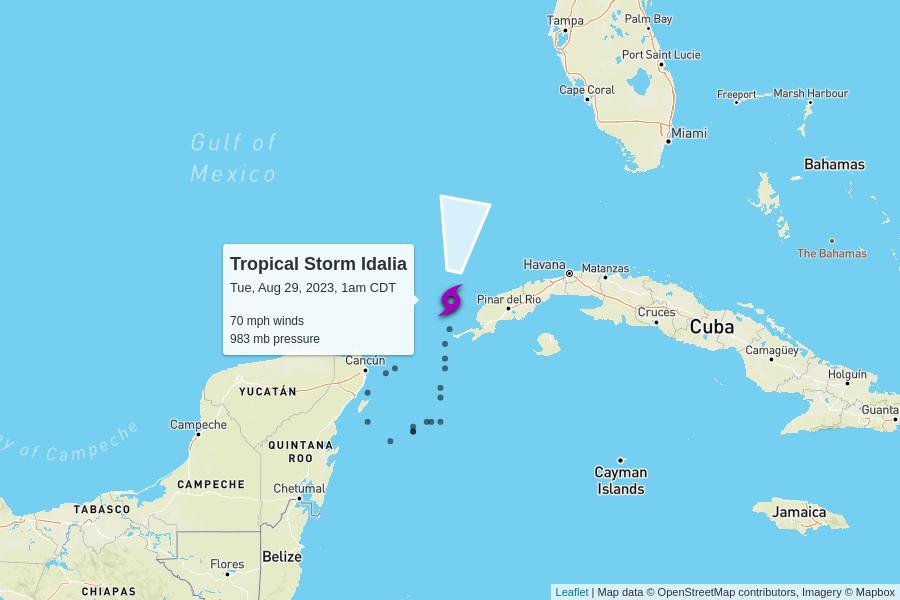 Tampa
Palm Bay
Port Saint Lucie
Cape Coral
Freeport
Marsh Harbour
Miami
Gulf of
Mexico
Bahamas
The Bahamas
Tropical Storm Idalia
Tue, Aug 29, 2023, 1am CDT
70 mph winds
983 mb pressure
Havana
Matanzas
Pinar del Rio
Cruces
Cuba
Camagüey
Holguín
Guanta
Cancún
YUCATÁN
Campeche
y of Campeche
QUINTANA
ROO
CAMPECHE
Chetumal
TABASCO
Cayman
Islands
Jamaica
Belize
Flores
CHIAPAS
Leaflet | Map data © OpenStreetMap contributors, Imagery © Mapbox